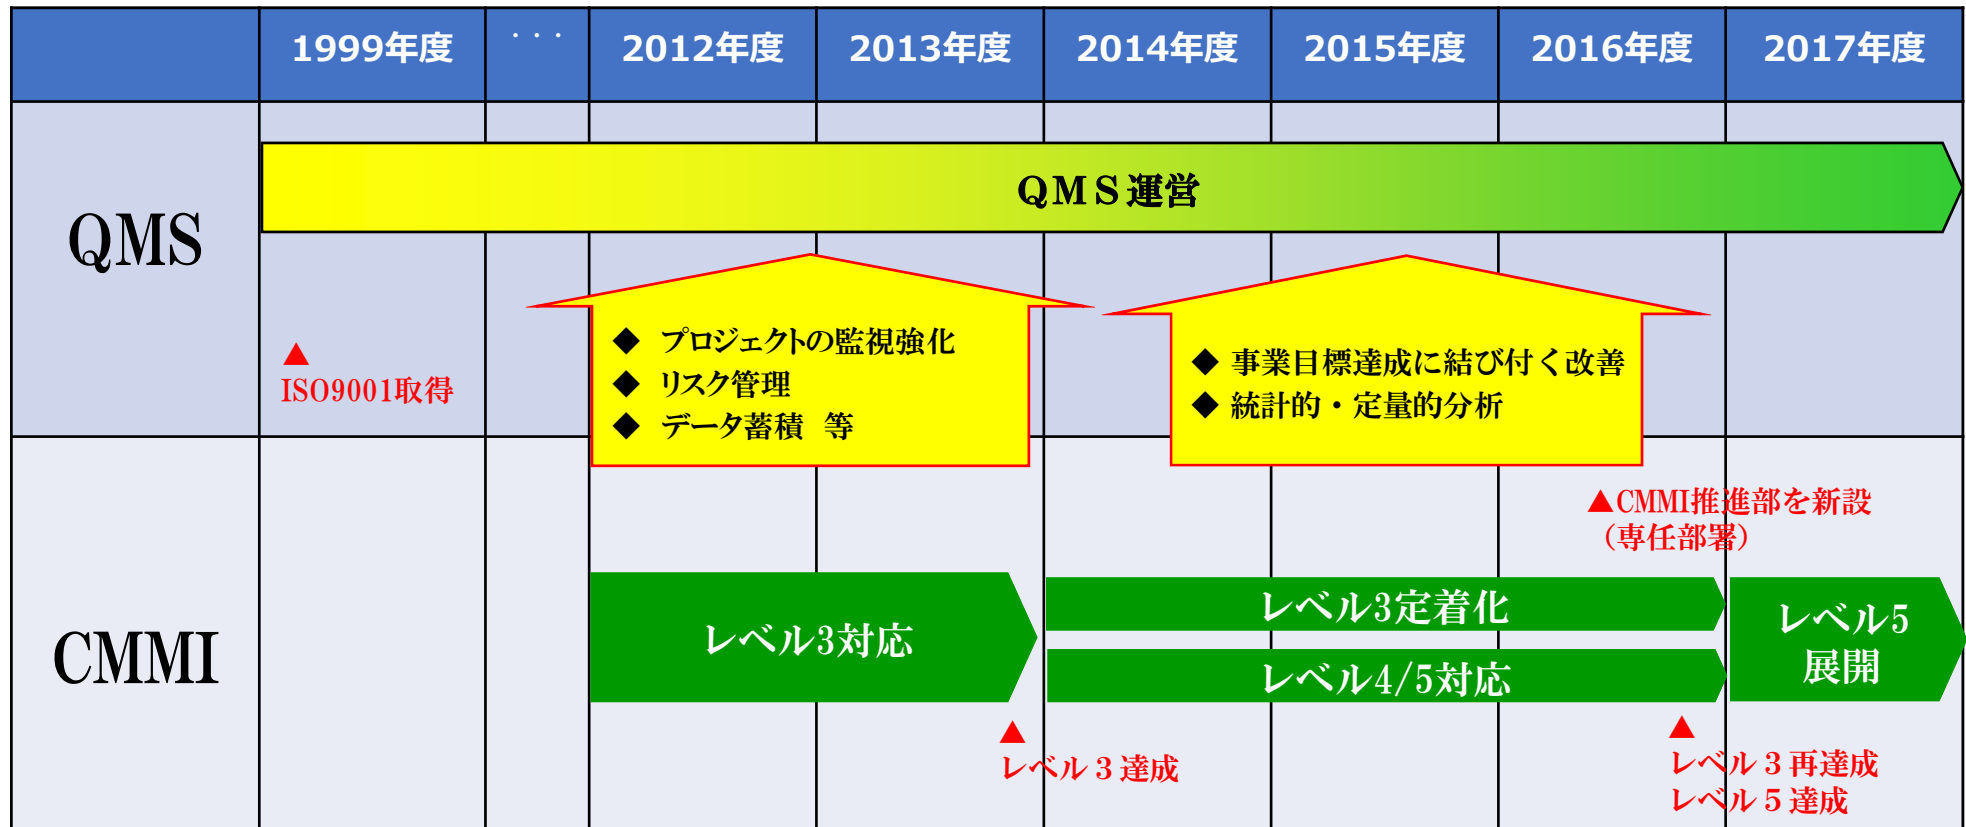 1999年度
・・・
2012年度
2013年度
2014年度
2015年度
2016年度
2017年度
QMS
ＱＭＳ運営
▲
ISO9001取得
◆ プロジェクトの監視強化
◆ リスク管理
◆ データ蓄積 等
◆ 事業目標達成に結び付く改善
◆ 統計的・定量的分析
CMMI
▲CMMI推進部を新設
（専任部署）
レベル3対応
レベル3定着化
レベル4/5対応
レベル5
展開
▲
レベル３達成
▲
レベル３再達成
レベル５達成